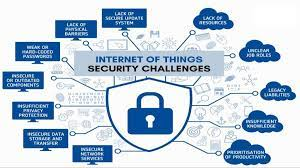 LACK OF
SECURE UPDATE
SYSTEM
LACK OF
RESOURCES
LACK OF
PHYSICAL
BARRIERS
WEAK OR
HARD-CODED
PASSWORDS
INTERNET OF THINGS
SECURITY CHALLENGES
UNCLEAR
JOB ROLES
INSECURE
OR OUTDATED
COMPONENTS
LEGACY
LIABILITIES
INSUFFICIENT
PRIVACY
PROTECTION
INSUFFICIENT
KNOWLEDGE
INSECURE DATA
STORAGE AND
TRANSFER
INSECURE
NETWORK
SERVICES
PRIORITISATION
OF PRODUCTIVITY